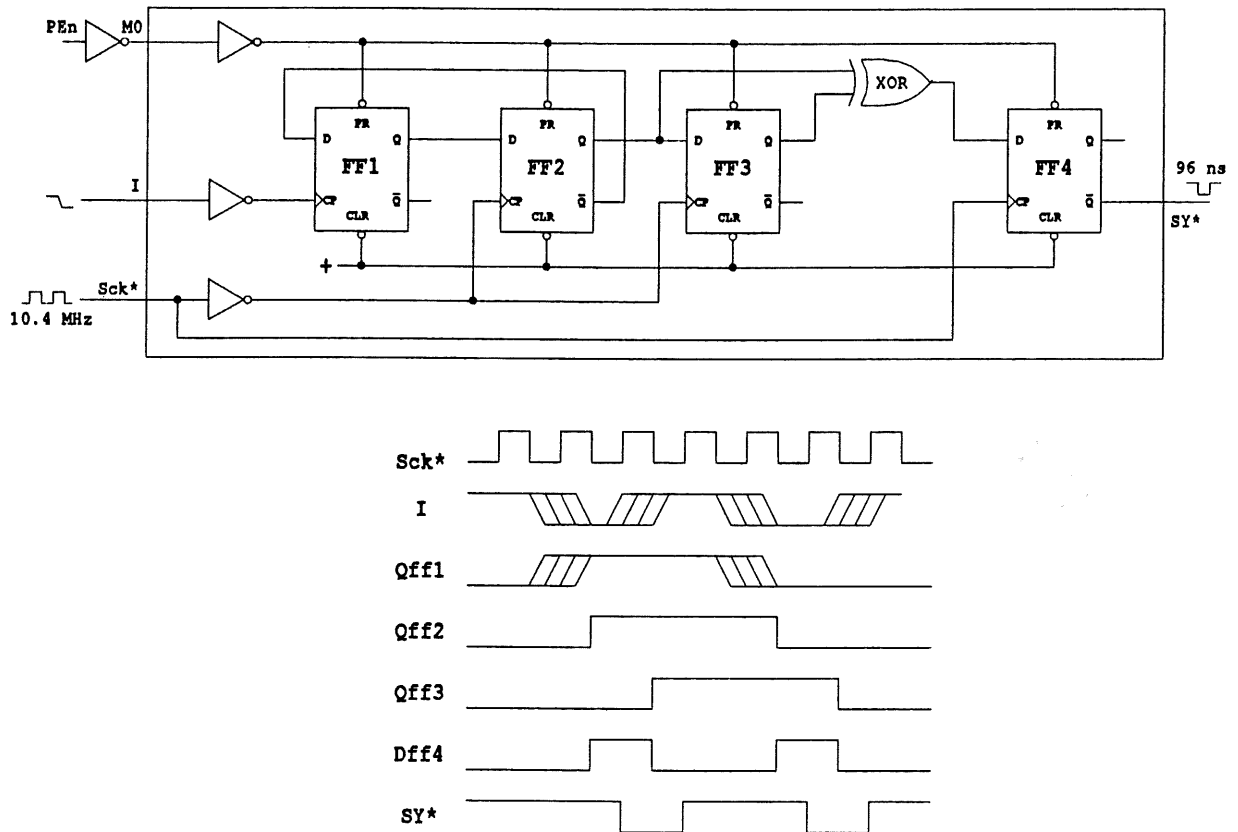 PEn
M0
XOR
PR
D
Q
FF1
CP
Q
CLR
PR
D
Q
FF2
CP
Q
CLR
PR
D
Q
FF3
CP
Q
CLR
PR
D
Q
FF4
CP
Q
CLR
96 ns
SY*
I
+
Sck*
10.4 MHz
Sck*
I
Qff1
Qff2
Qff3
Dff4
SY*